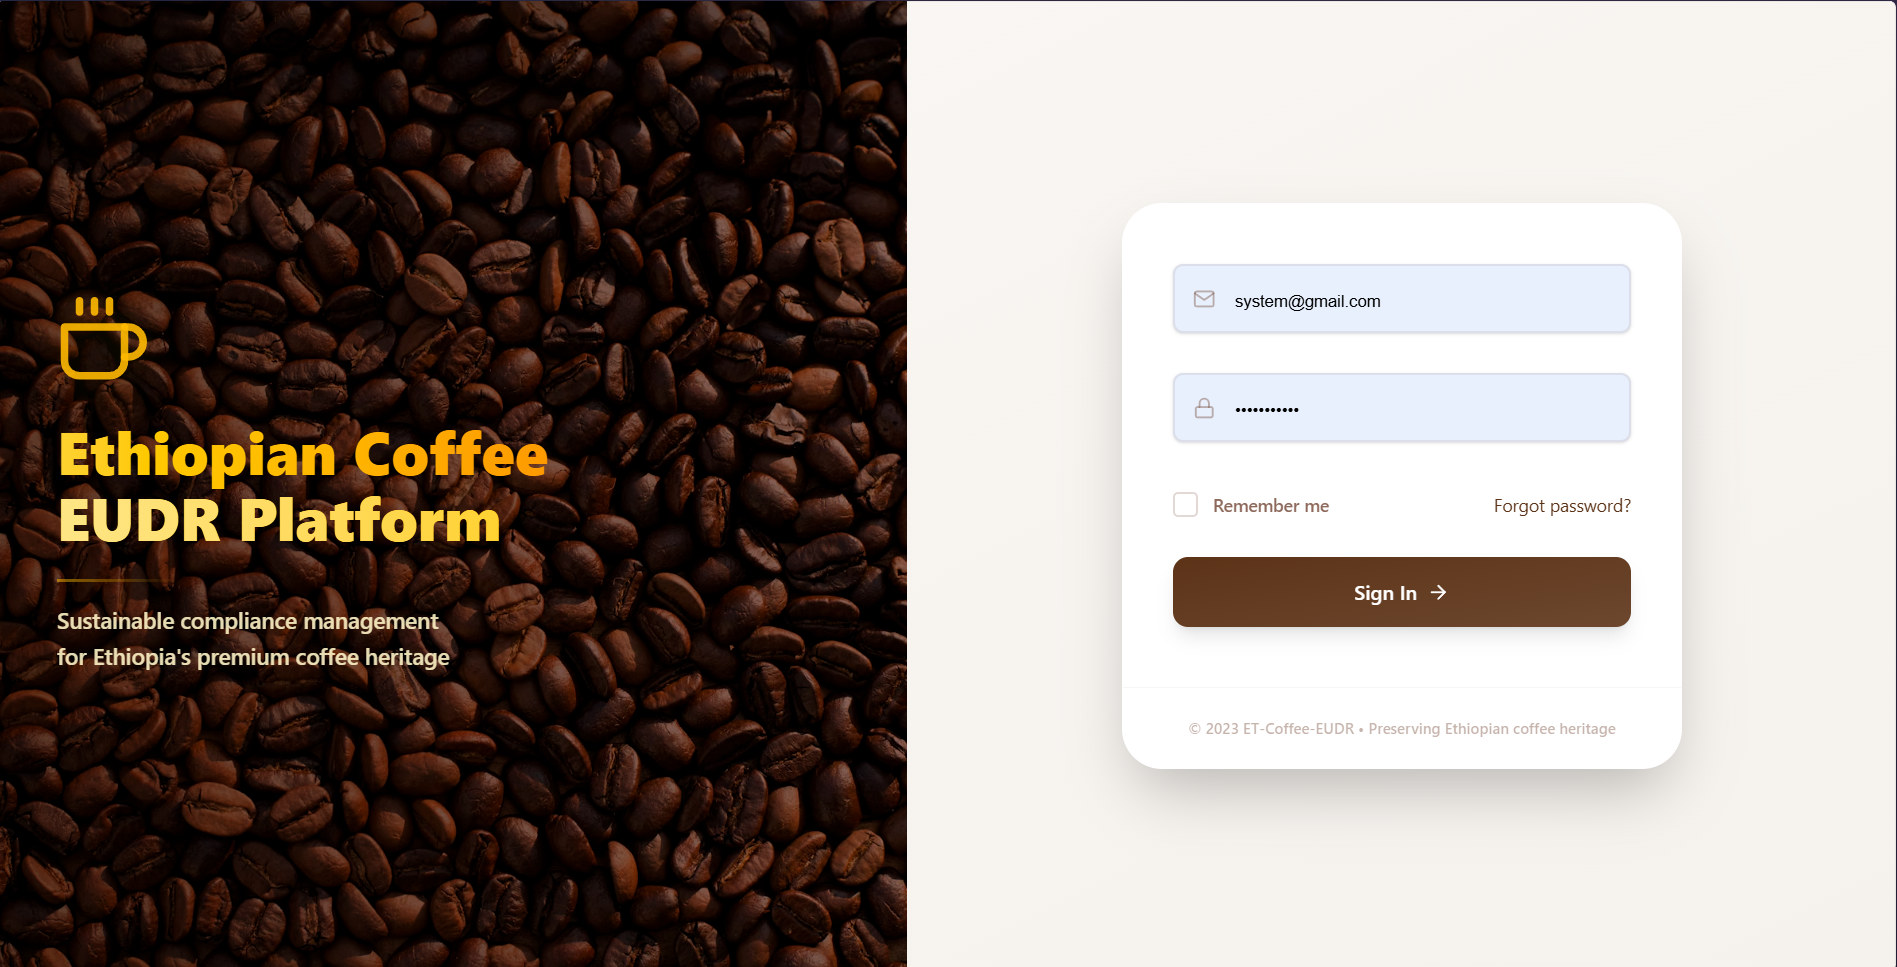 Ethiopian Coffee
EUDR Platform
Sustainable compliance management
for Ethiopia's premium coffee heritage
system@gmail.com
•••••••••••
Remember me
Forgot password?
Sign In →
© 2023 ET-Coffee-EUDR • Preserving Ethiopian coffee heritage